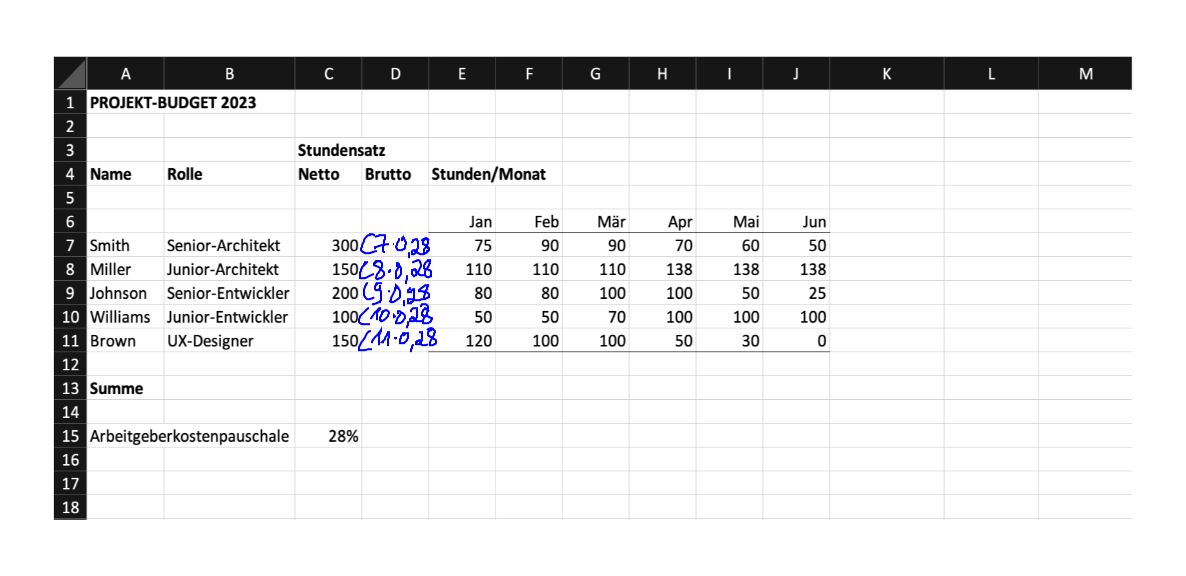 A B C D E F G H I J K L M
1 PROJEKT-BUDGET 2023
2
3 Stundensatz
4 Name Rolle Netto Brutto Stunden/Monat
5
6 Jan Feb Mär Apr Mai Jun
7 Smith Senior-Architekt 300 C7·0,28 75 90 90 70 60 50
8 Miller Junior-Architekt 150 C8·0,28 110 110 110 138 138 138
9 Johnson Senior-Entwickler 200 C9·0,28 80 80 100 100 50 25
10 Williams Junior-Entwickler 100 C10·0,28 50 50 70 100 100 100
11 Brown UX-Designer 150 C11·0,28 120 100 100 50 30 0
12
13 Summe
14
15 Arbeitgeberkostenpauschale 28%
16
17
18